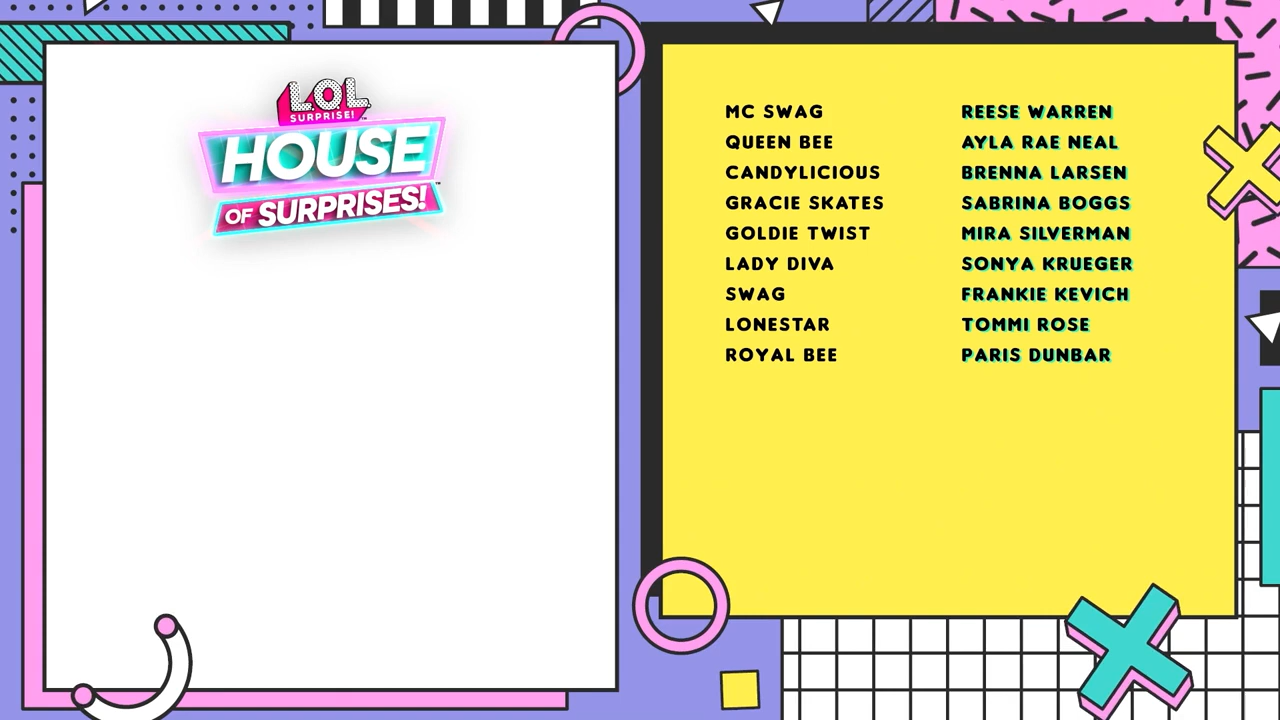 LOL
SURPRISE!
HOUSE
OF SURPRISES!
MC SWAG REESE WARREN
QUEEN BEE AYLA RAE NEAL
CANDYLICIOUS BRENNA LARSEN
GRACIE SKATES SABRINA BOGGS
GOLDIE TWIST MIRA SILVERMAN
LADY DIVA SONYA KRUEGER
SWAG FRANKIE KEVICH
LONESTAR TOMMI ROSE
ROYAL BEE PARIS DUNBAR